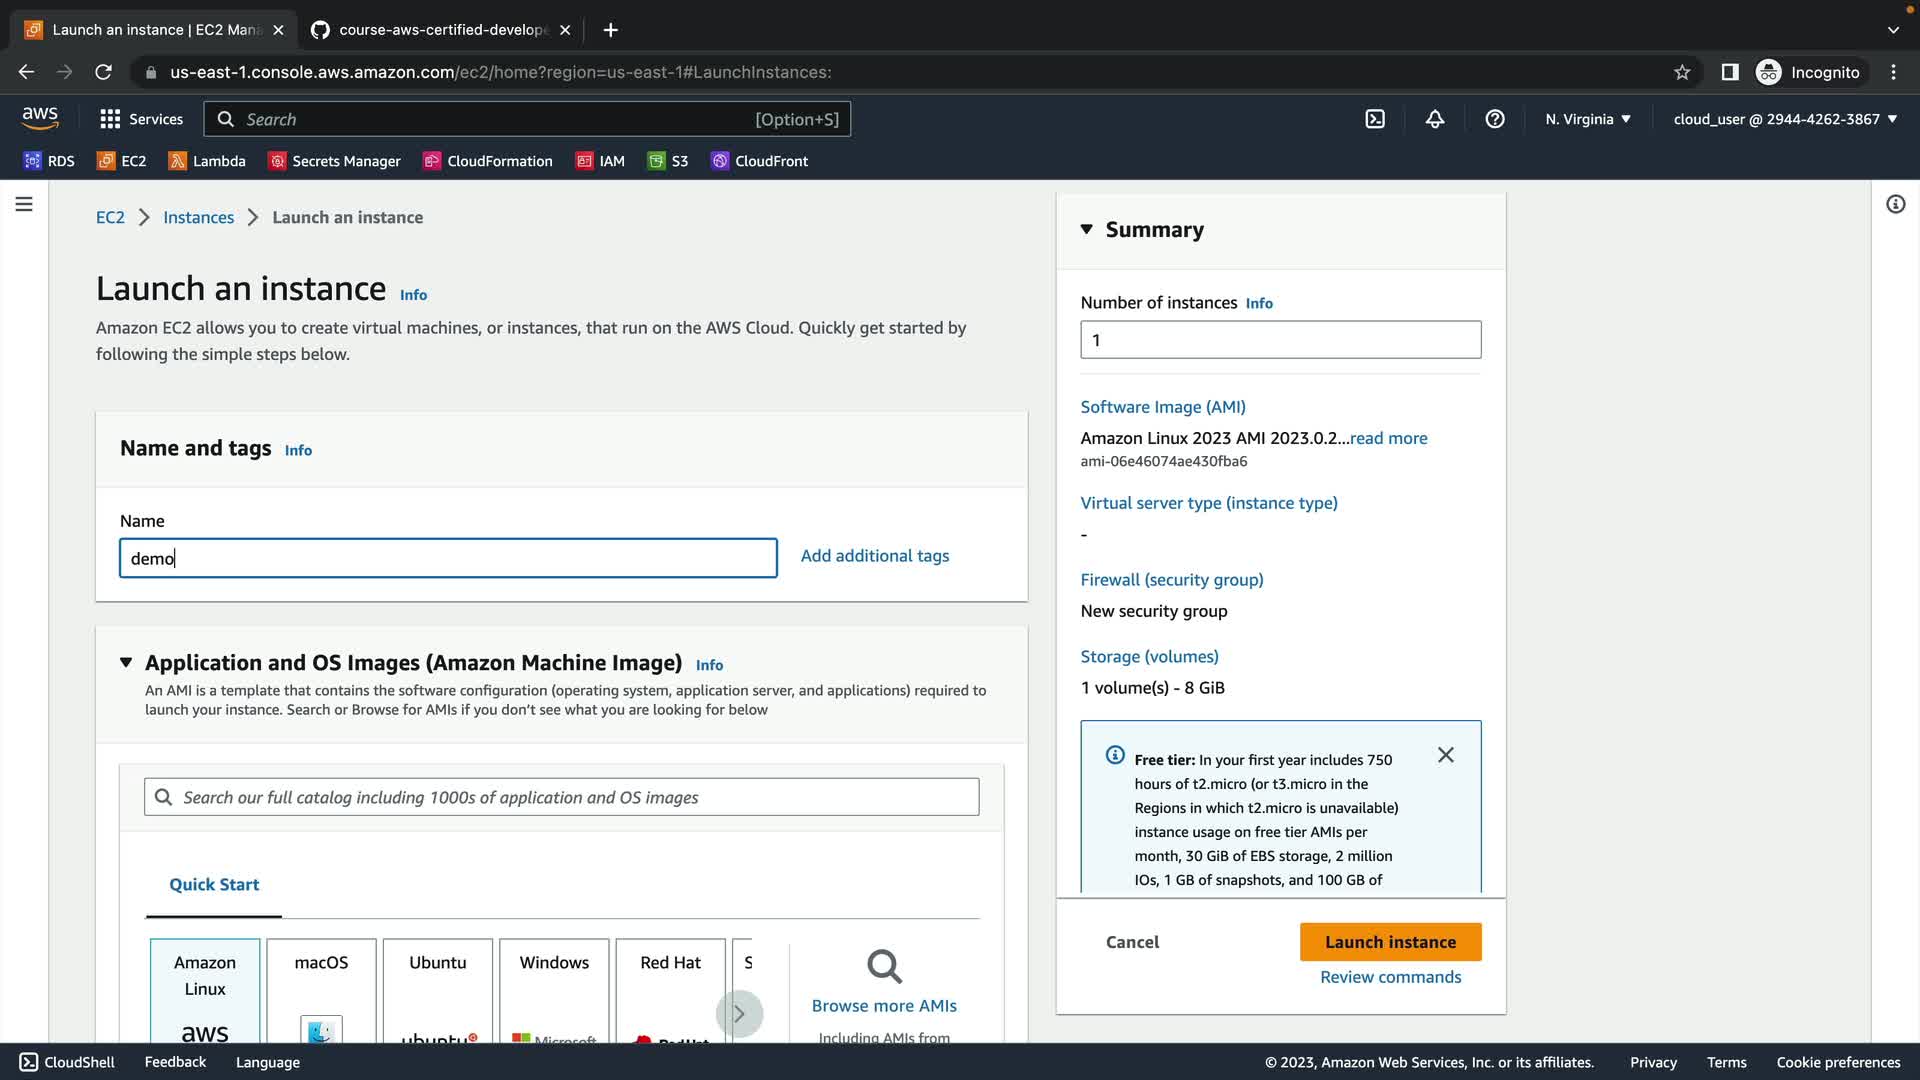 Launch an instance | EC2 Mana
course-aws-certified-develope
us-east-1.console.aws.amazon.com/ec2/home?region=us-east-1#LaunchInstances:
Incognito
aws
Services
Search
[Option+S]
N. Virginia
cloud_user @ 2944-4262-3867
RDS
EC2
Lambda
Secrets Manager
CloudFormation
IAM
S3
CloudFront
EC2
Instances
Launch an instance
Launch an instance Info
Amazon EC2 allows you to create virtual machines, or instances, that run on the AWS Cloud. Quickly get started by
following the simple steps below.
Name and tags Info
Name
demo
Add additional tags
Application and OS Images (Amazon Machine Image) Info
An AMI is a template that contains the software configuration (operating system, application server, and applications) required to
launch your instance. Search or Browse for AMIs if you don't see what you are looking for below
Search our full catalog including 1000s of application and OS images
Quick Start
Amazon
Linux
aws
macOS
Ubuntu
ubuntu
Windows
Microsoft
Red Hat
RedHat
S
Browse more AMIs
Including AMIs from
Summary
Number of instances Info
1
Software Image (AMI)
Amazon Linux 2023 AMI 2023.0.2...read more
ami-06e46074ae430fba6
Virtual server type (instance type)
-
Firewall (security group)
New security group
Storage (volumes)
1 volume(s) - 8 GiB
Free tier: In your first year includes 750
hours of t2.micro (or t3.micro in the
Regions in which t2.micro is unavailable)
instance usage on free tier AMIs per
month, 30 GiB of EBS storage, 2 million
IOs, 1 GB of snapshots, and 100 GB of
Cancel
Launch instance
Review commands
CloudShell
Feedback
Language
© 2023, Amazon Web Services, Inc. or its affiliates.
Privacy
Terms
Cookie preferences